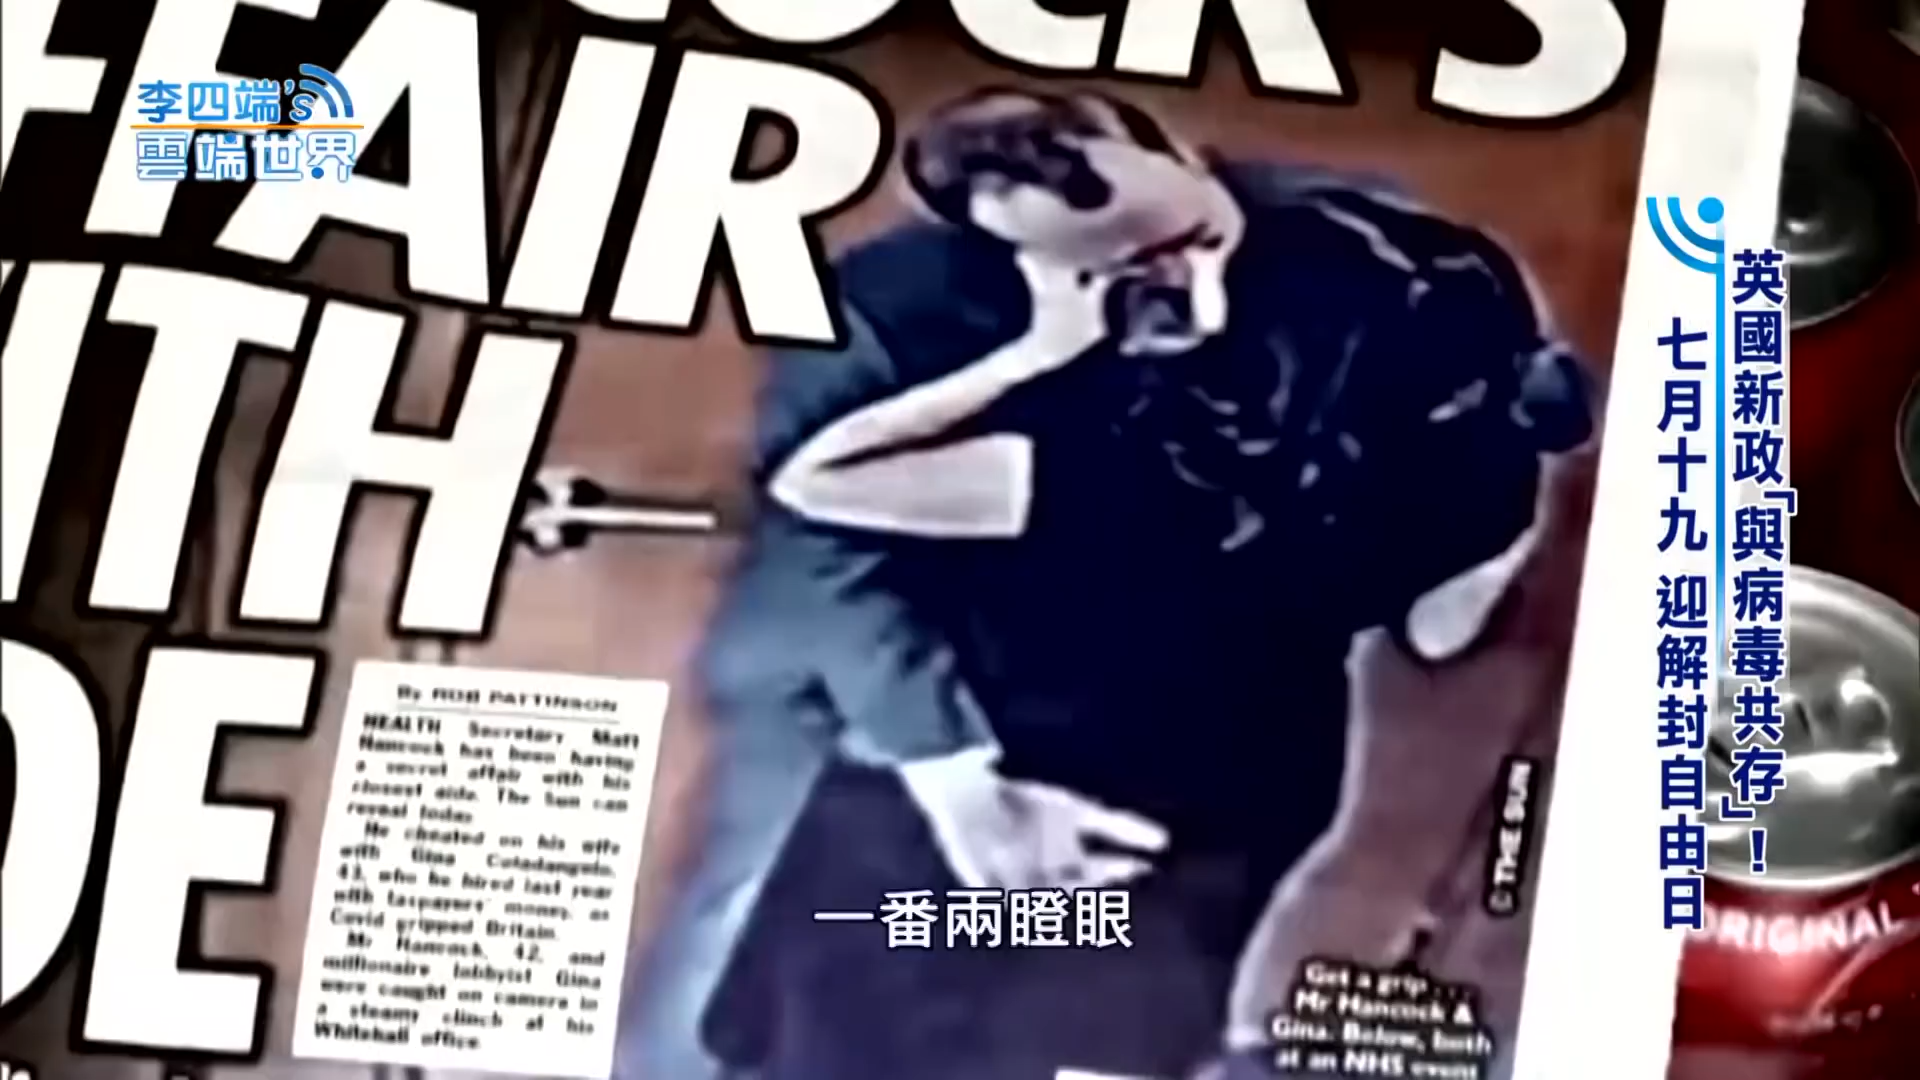 李四端's
雲端世界
COCK'S
FFAIR
WITH
DE
By ROB PATTINSON
HEALTH Secretary Matt
Hancock has been having
a secret affair with his
closest aide, The Sun can
reveal today.
He cheated on his wife
with Gina Coladangelo,
43, who he hired last year
with taxpayers' money, as
Covid gripped Britain.
Mr Hancock, 42, and
millionaire lobbyist Gina
were caught on camera in
a steamy clinch at his
Whitehall office.
© THE SUN
Get a grip . . .
Mr Hancock &
Gina. Below, both
at an NHS event
英國新政「與病毒共存」!
七月十九 迎解封自由日
ORIGINAL
一番兩瞪眼